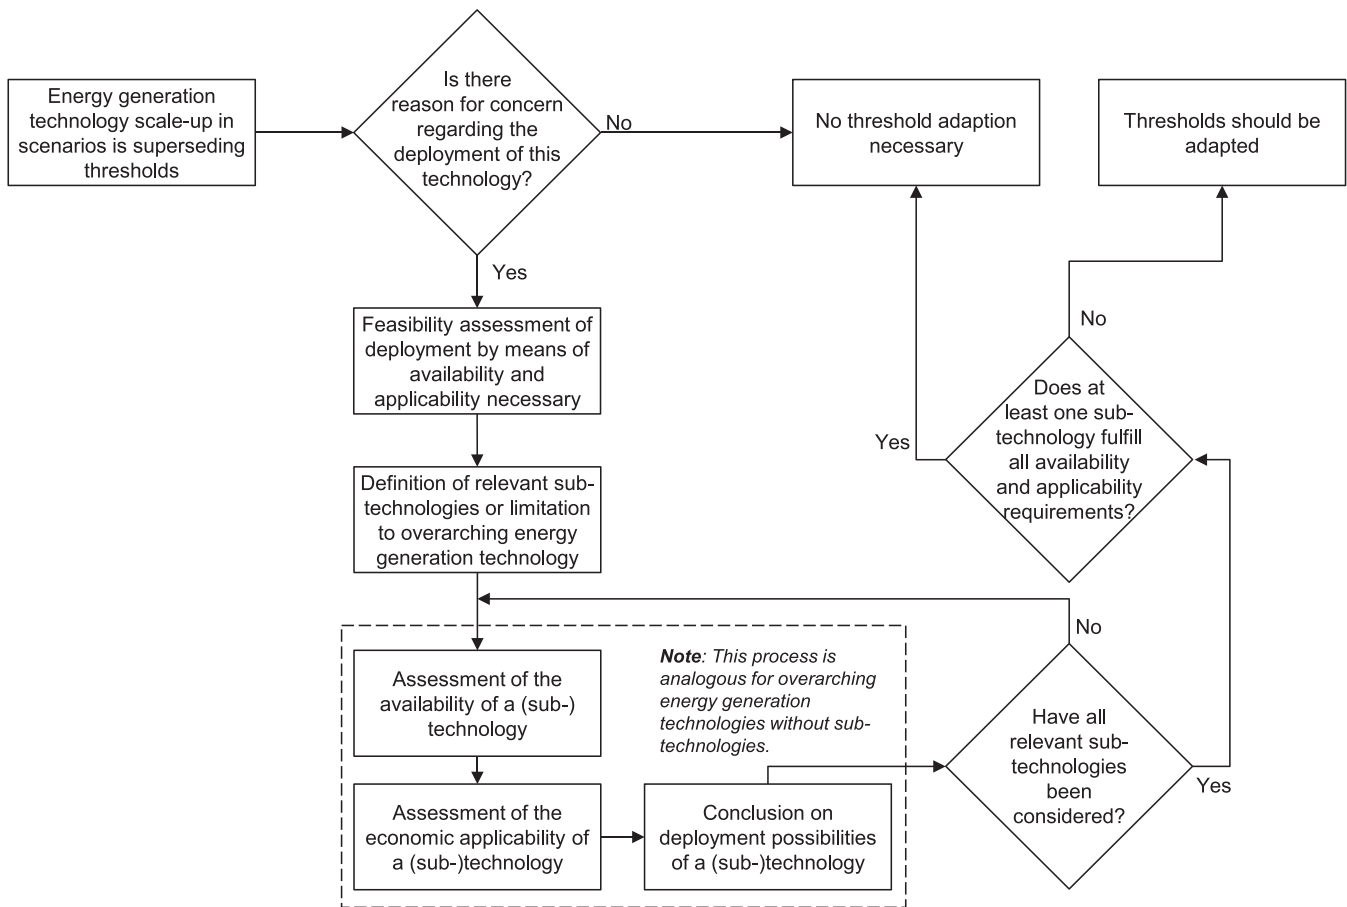 Energy generation
technology scale-up in
scenarios is superseding
thresholds
Is there
reason for concern
regarding the
deployment of this
technology?
No
No threshold adaption
necessary
Thresholds should be
adapted
Yes
Feasibility assessment of
deployment by means of
availability and
applicability necessary
Definition of relevant sub-
technologies or limitation
to overarching energy
generation technology
Assessment of the
availability of a (sub-)
technology
Assessment of the
economic applicability of
a (sub-)technology
Note: This process is
analogous for overarching
energy generation
technologies without sub-
technologies.
Conclusion on
deployment possibilities
of a (sub-)technology
Have all
relevant sub-
technologies
been
considered?
No
Yes
Does at
least one sub-
technology fulfill
all availability
and applicability
requirements?
Yes
No